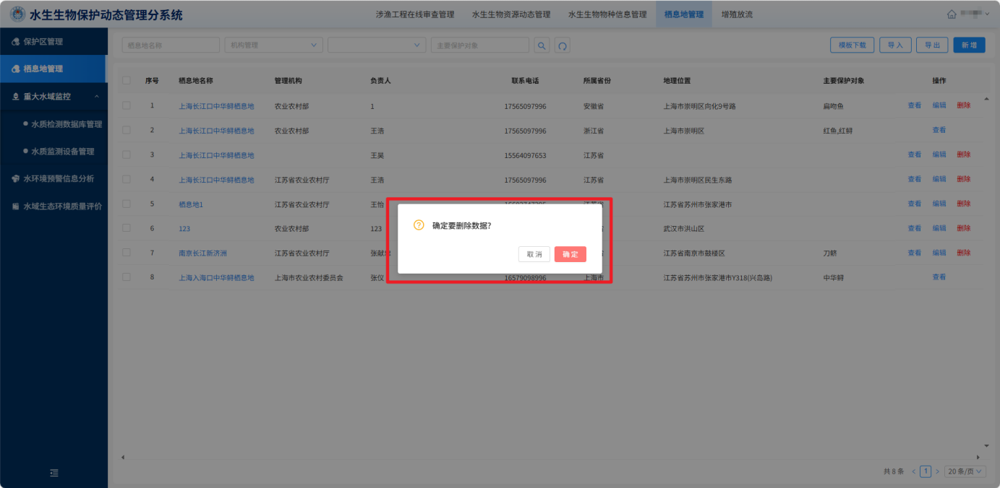 水生生物保护动态管理分系统 涉渔工程在线审查管理 水生生物资源动态管理 水生生物物种信息管理 栖息地管理 增殖放流
保护区管理
栖息地管理
重大水域监控
水质检测数据库管理
水质监测设备管理
水环境预警信息分析
水域生态环境质量评价
栖息地名称 机构管理 主要保护对象 模板下载 导入 导出 新增
序号 栖息地名称 管理机构 负责人 联系电话 所属省份 地理位置 主要保护对象 操作
1 上海长江口中华鲟栖息地 农业农村部 1 17565097996 安徽省 上海市崇明区向化9号路 扁吻鱼 查看 编辑 删除
2 上海长江口中华鲟栖息地 农业农村部 王浩 17565097996 浙江省 上海市崇明区 红鱼,红鲟 查看
3 上海长江口中华鲟栖息地 王昊 15564097653 江苏省 查看 编辑 删除
4 上海长江口中华鲟栖息地 江苏省农业农村厅 王浩 17565097996 江苏省 上海市崇明区民生东路 查看 编辑 删除
5 栖息地1 江苏省农业农村厅 王怡 江苏省苏州市张家港市 查看 编辑 删除
6 123 农业农村部 123 武汉市洪山区 查看 编辑 删除
7 南京长江新济洲 江苏省农业农村厅 江苏省南京市鼓楼区 刀鲚 查看 编辑 删除
8 上海入海口中华鲟栖息地 上海市农业农村委员会 张仪 16579098996 上海市 江苏省苏州市张家港市Y318(兴岛路) 中华鲟 查看
确定要删除数据?
取消 确定
共8条 < 1 > 20条/页